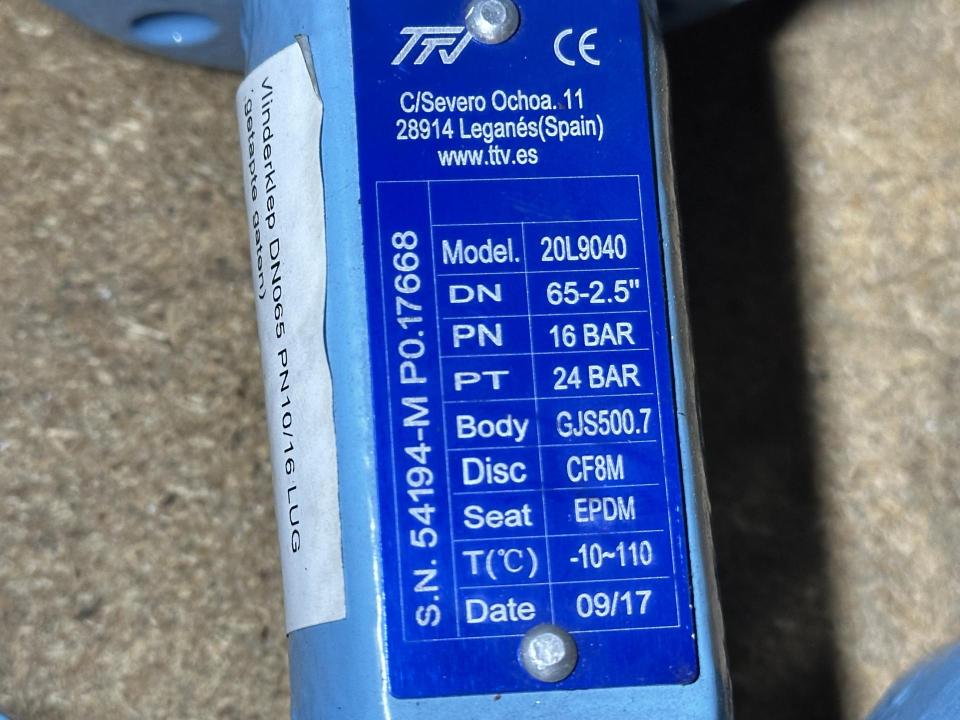 TTV CE
C/Severo Ochoa. 11
28914 Leganés(Spain)
www.ttv.es
S.N. 54194-M P0.17668
Model. 20L9040
DN 65-2.5"
PN 16 BAR
PT 24 BAR
Body GJS500.7
Disc CF8M
Seat EPDM
T(℃) -10~110
Date 09/17
Vlinderklep DN065 PN10/16 LUG
(getapte gaten)